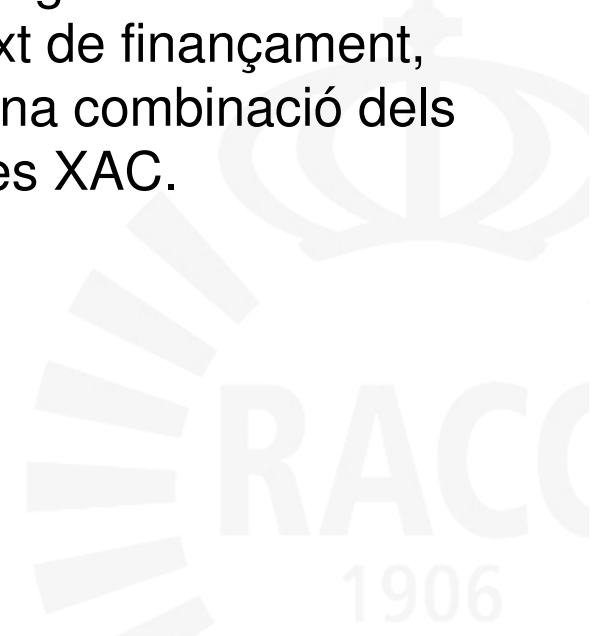 xt de finançament,
na combinació dels
es XAC.
RACC
1906